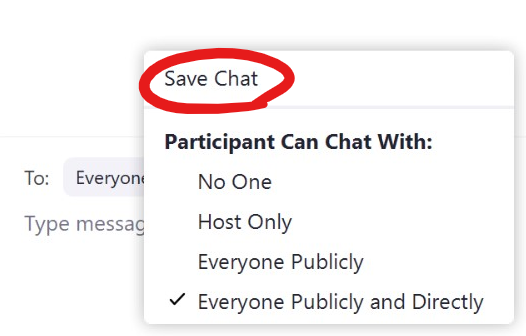 Save Chat
Participant Can Chat With:
No One
To: Everyone
Host Only
Type messag
Everyone Publicly
Everyone Publicly and Directly